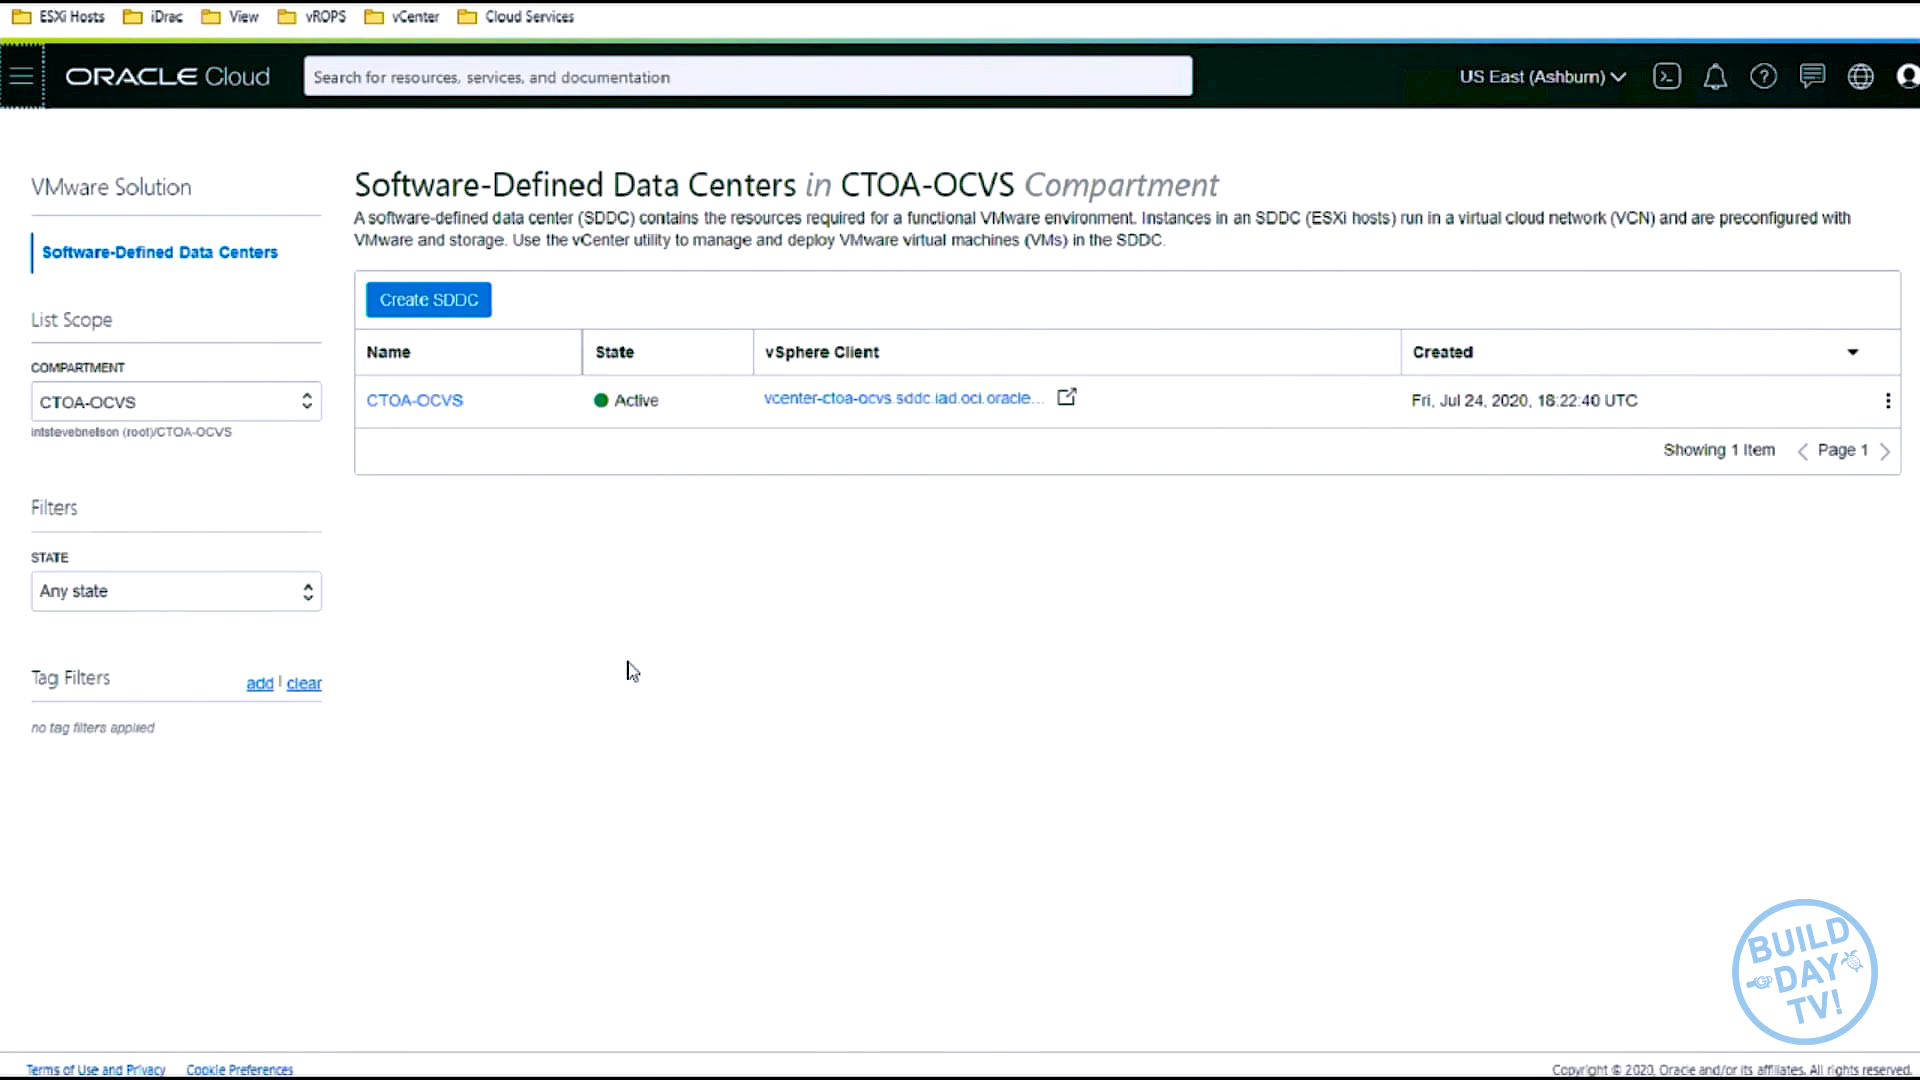 ESXi Hosts iDrac View vROPS vCenter Cloud Services
ORACLE Cloud Search for resources, services, and documentation US East (Ashburn)
VMware Solution
Software-Defined Data Centers
List Scope
COMPARTMENT
CTOA-OCVS
intstevebnelson (root)/CTOA-OCVS
Filters
STATE
Any state
Tag Filters add | clear
no tag filters applied
Software-Defined Data Centers in CTOA-OCVS Compartment
A software-defined data center (SDDC) contains the resources required for a functional VMware environment. Instances in an SDDC (ESXi hosts) run in a virtual cloud network (VCN) and are preconfigured with
VMware and storage. Use the vCenter utility to manage and deploy VMware virtual machines (VMs) in the SDDC.
Create SDDC
Name State vSphere Client Created
CTOA-OCVS Active vcenter-ctoa-ocvs.sddc.iad.oci.oracle... Fri, Jul 24, 2020, 18:22:40 UTC
Showing 1 Item Page 1
BUILD
DAY
TV!
Terms of Use and Privacy Cookie Preferences Copyright © 2020, Oracle and/or its affiliates. All rights reserved.